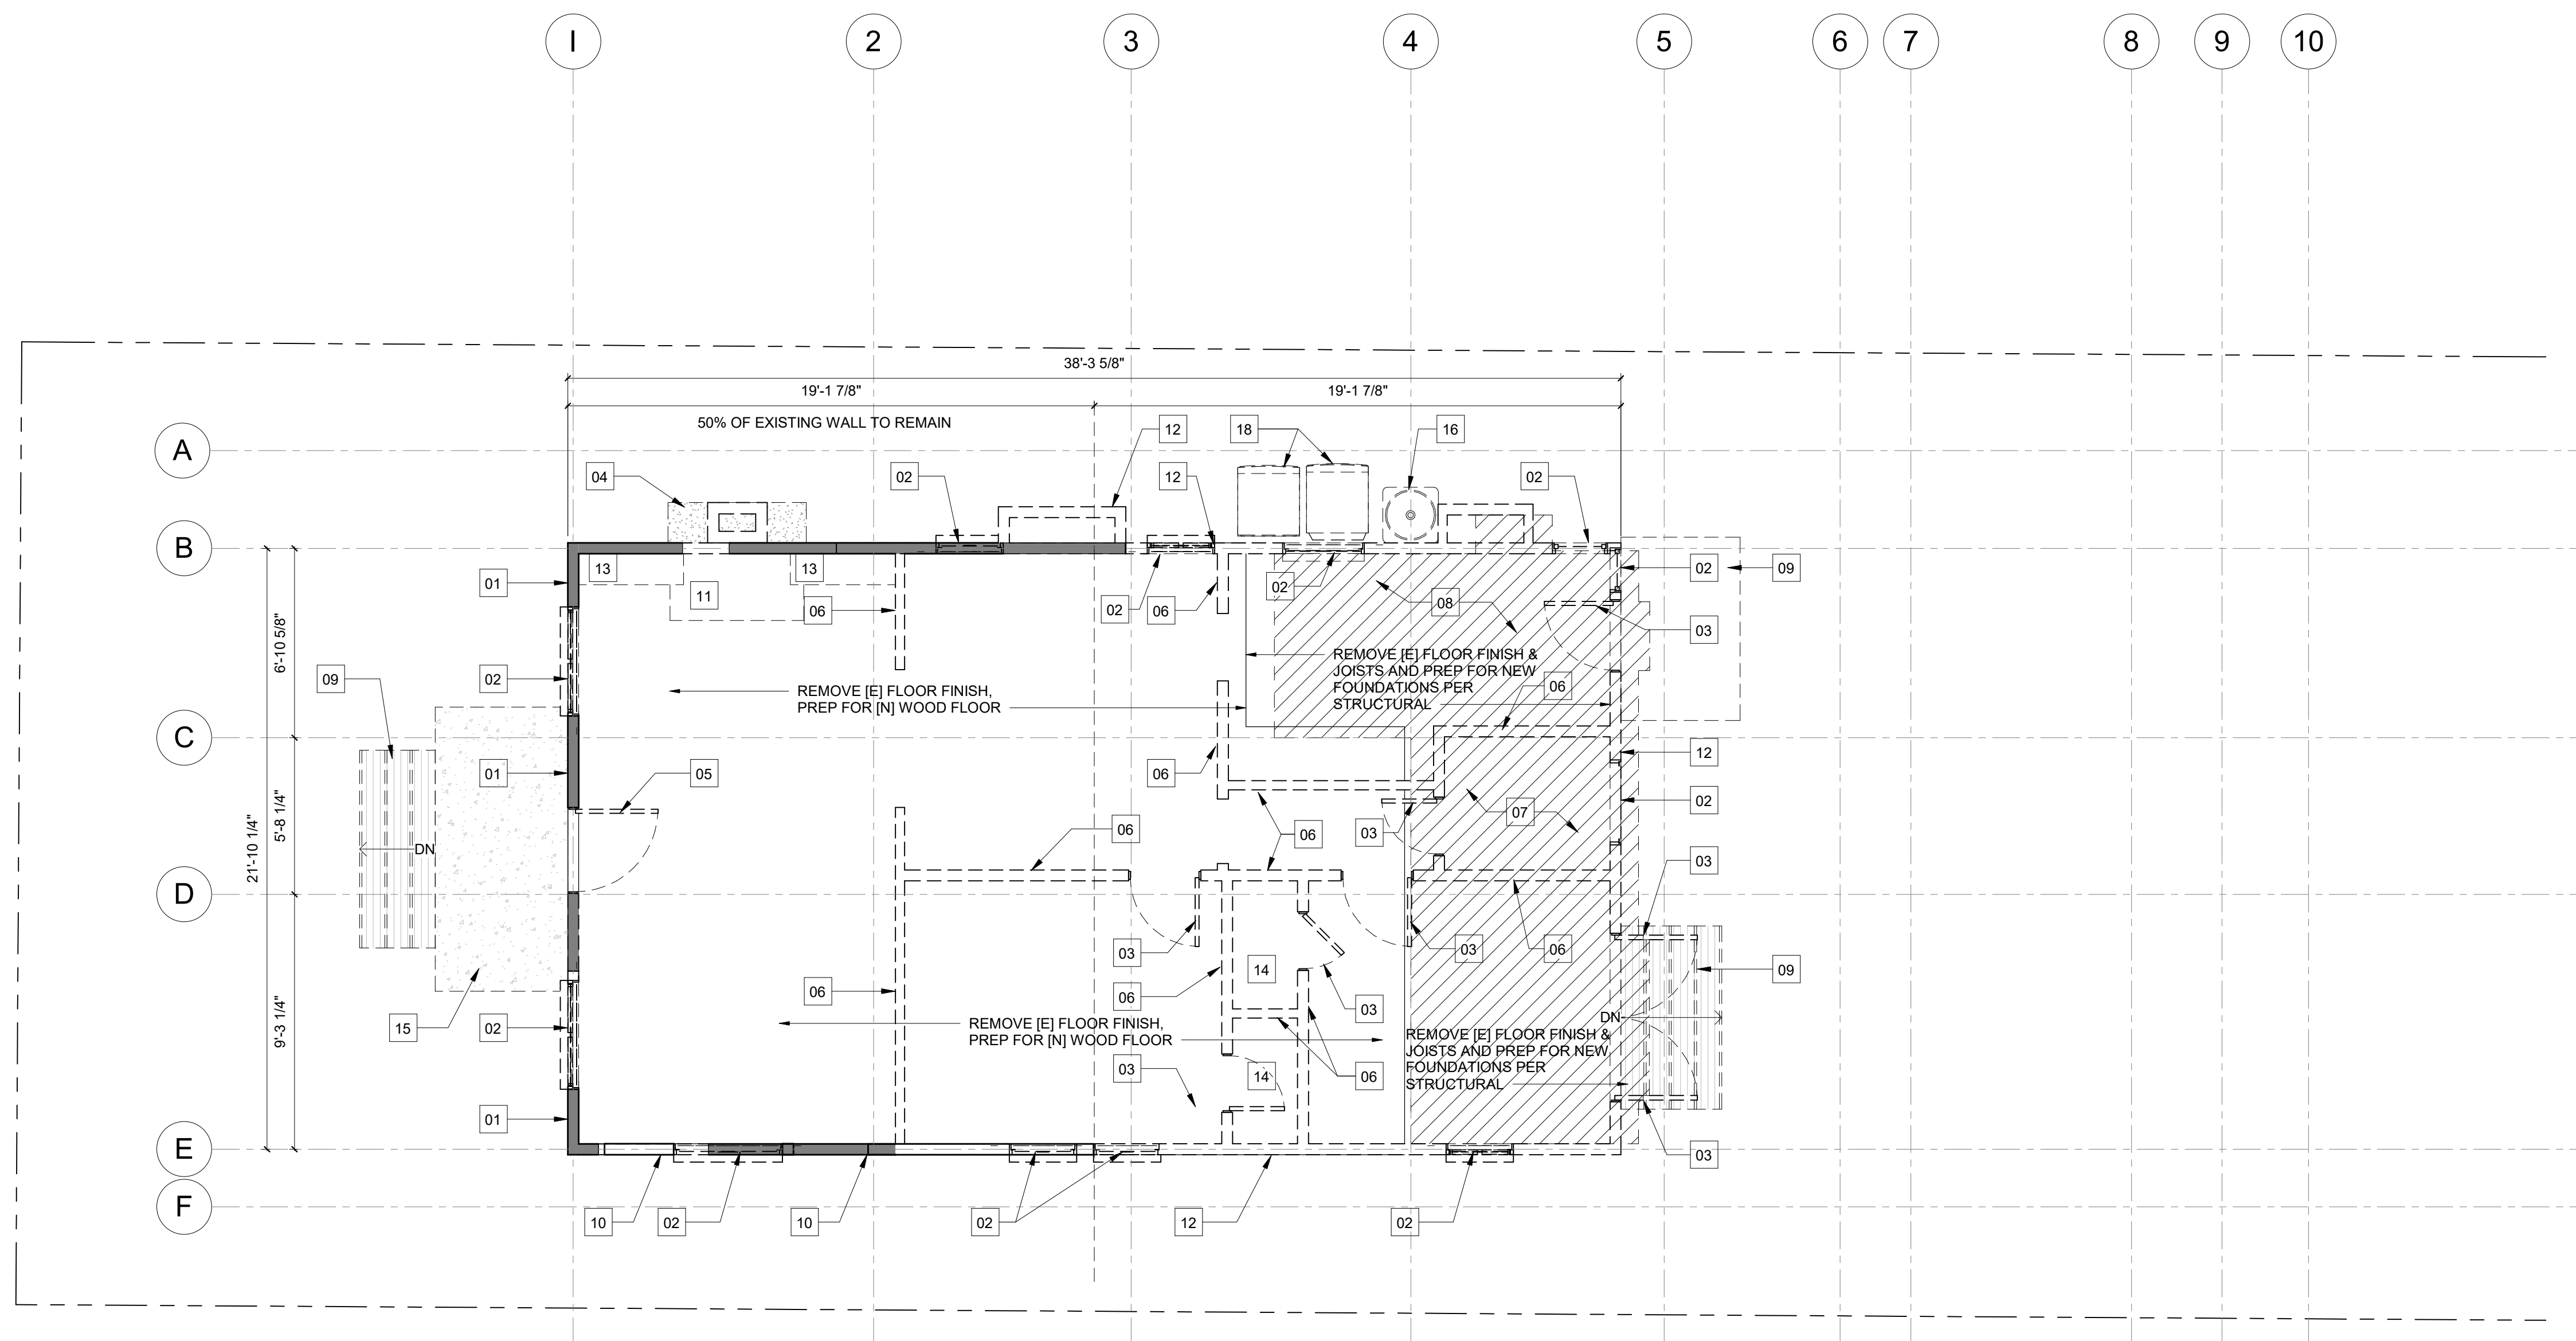 I 2 3 4 5 6 7 8 9 10
38'-3 5/8"
19'-1 7/8" 19'-1 7/8"
50% OF EXISTING WALL TO REMAIN
12 18 16
A
04 02 12 02
B
13 13 11
01
06 02 06 02
08
02 09
03
6'-10 5/8"
REMOVE [E] FLOOR FINISH &
JOISTS AND PREP FOR NEW
FOUNDATIONS PER
STRUCTURAL
09 02
REMOVE [E] FLOOR FINISH,
PREP FOR [N] WOOD FLOOR
06
C
01 05 06
12
02
07
21'-10 1/4"
5'-8 1/4"
DN
06 06 03
03
D
03 14 03 06
09
06 06 03
9'-3 1/4"
15 02
REMOVE [E] FLOOR FINISH,
PREP FOR [N] WOOD FLOOR
DN
REMOVE [E] FLOOR FINISH &
JOISTS AND PREP FOR NEW
FOUNDATIONS PER
STRUCTURAL
03 14 06
01
03
E
F
10 02 10 02 12 02